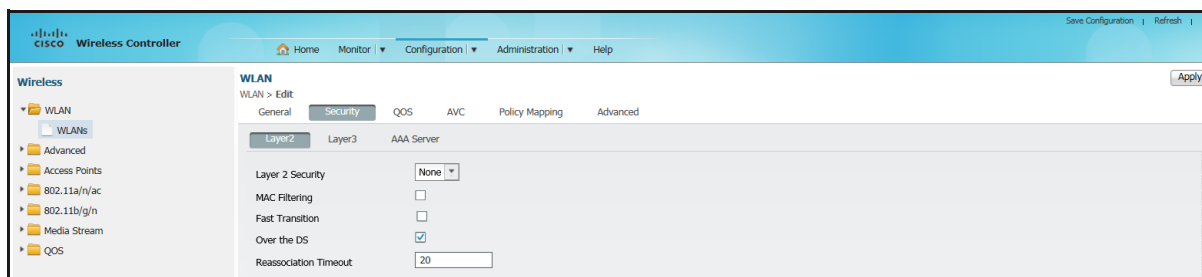 Save Configuration | Refresh |
CISCO Wireless Controller
Home Monitor Configuration Administration Help
Wireless
WLAN
WLANs
Advanced
Access Points
802.11a/n/ac
802.11b/g/n
Media Stream
QOS
WLAN
WLAN > Edit
Apply
General Security QOS AVC Policy Mapping Advanced
Layer2 Layer3 AAA Server
Layer 2 Security None
MAC Filtering
Fast Transition
Over the DS
Reassociation Timeout 20